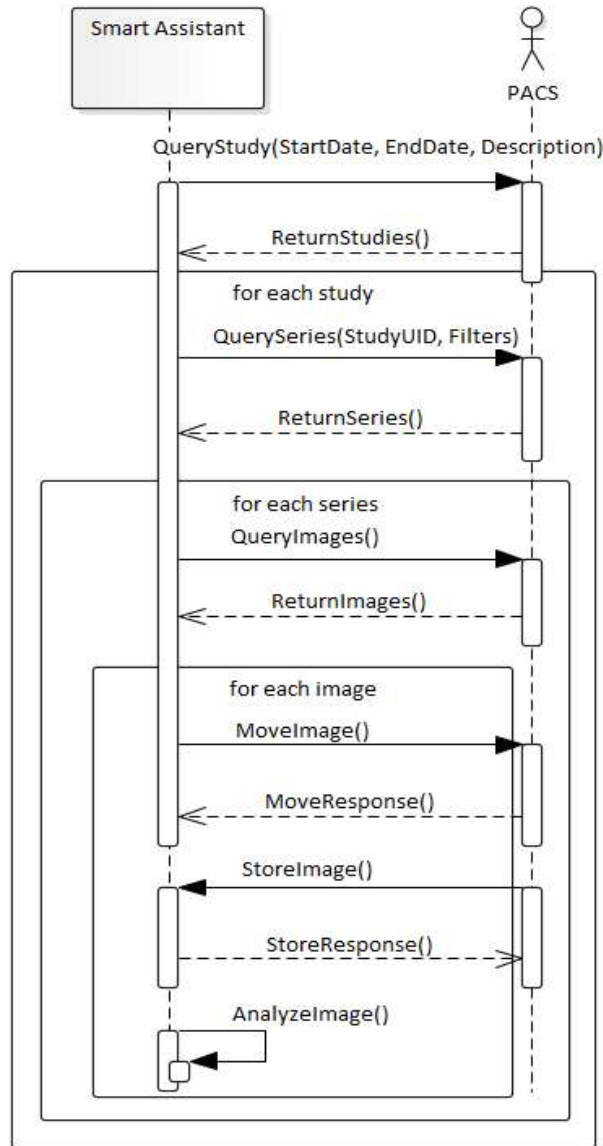 Smart Assistant
PACS
QueryStudy(StartDate, EndDate, Description)
ReturnStudies()
for each study
QuerySeries(StudyUID, Filters)
ReturnSeries()
for each series
QueryImages()
ReturnImages()
for each image
MoveImage()
MoveResponse()
StoreImage()
StoreResponse()
AnalyzeImage()